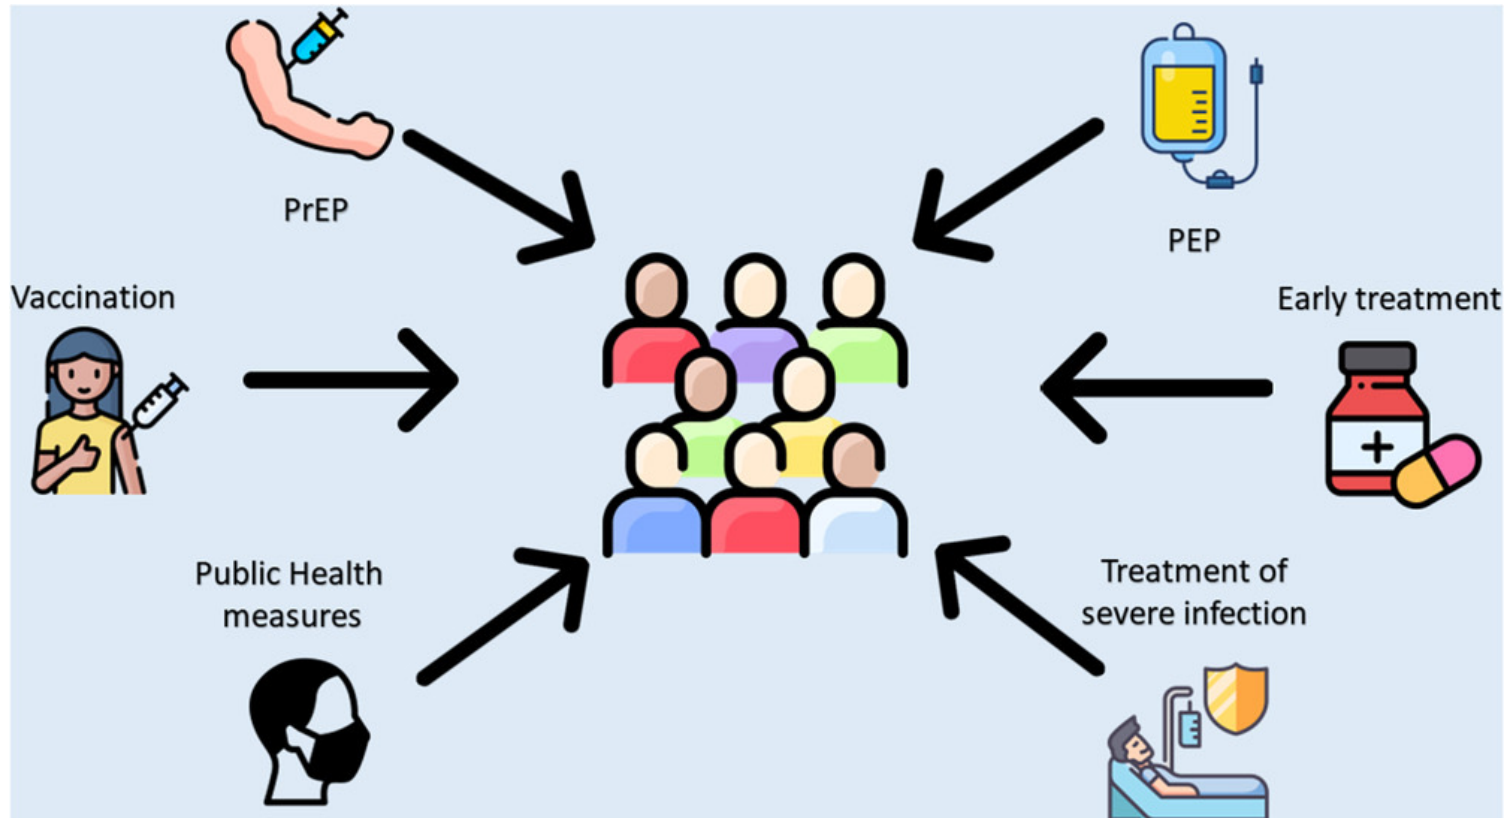 PrEP
PEP
Vaccination
Early treatment
Public Health
measures
Treatment of
severe infection